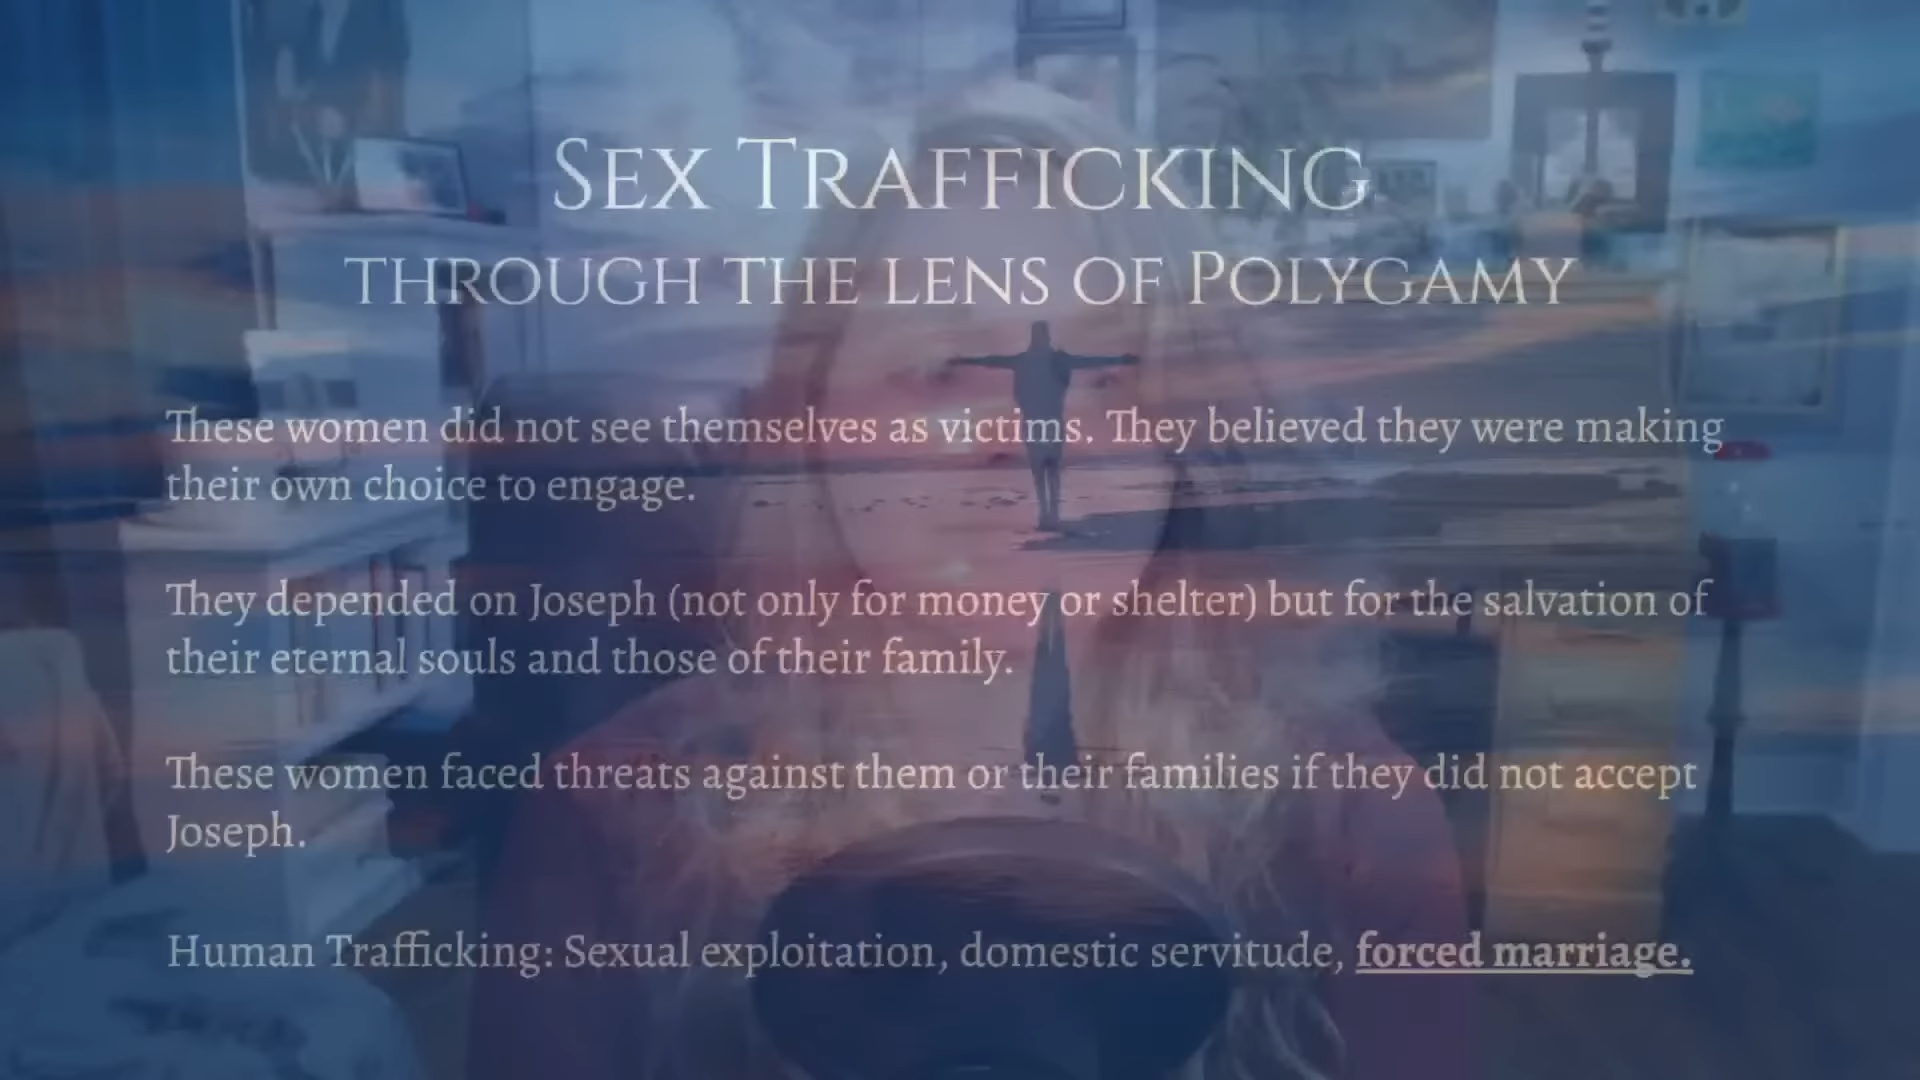 SEX TRAFFICKING
THROUGH THE LENS OF POLYGAMY
These women did not see themselves as victims. They believed they were making
their own choice to engage.
They depended on Joseph (not only for money or shelter) but for the salvation of
their eternal souls and those of their family.
These women faced threats against them or their families if they did not accept
Joseph.
Human Trafficking: Sexual exploitation, domestic servitude, forced marriage.